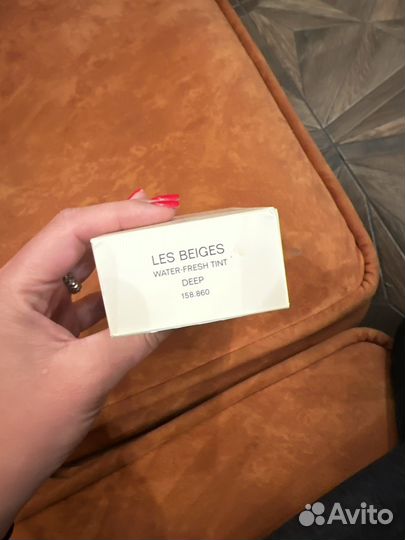 LES BEIGES
WATER-FRESH TINT
DEEP
158.860
Avito